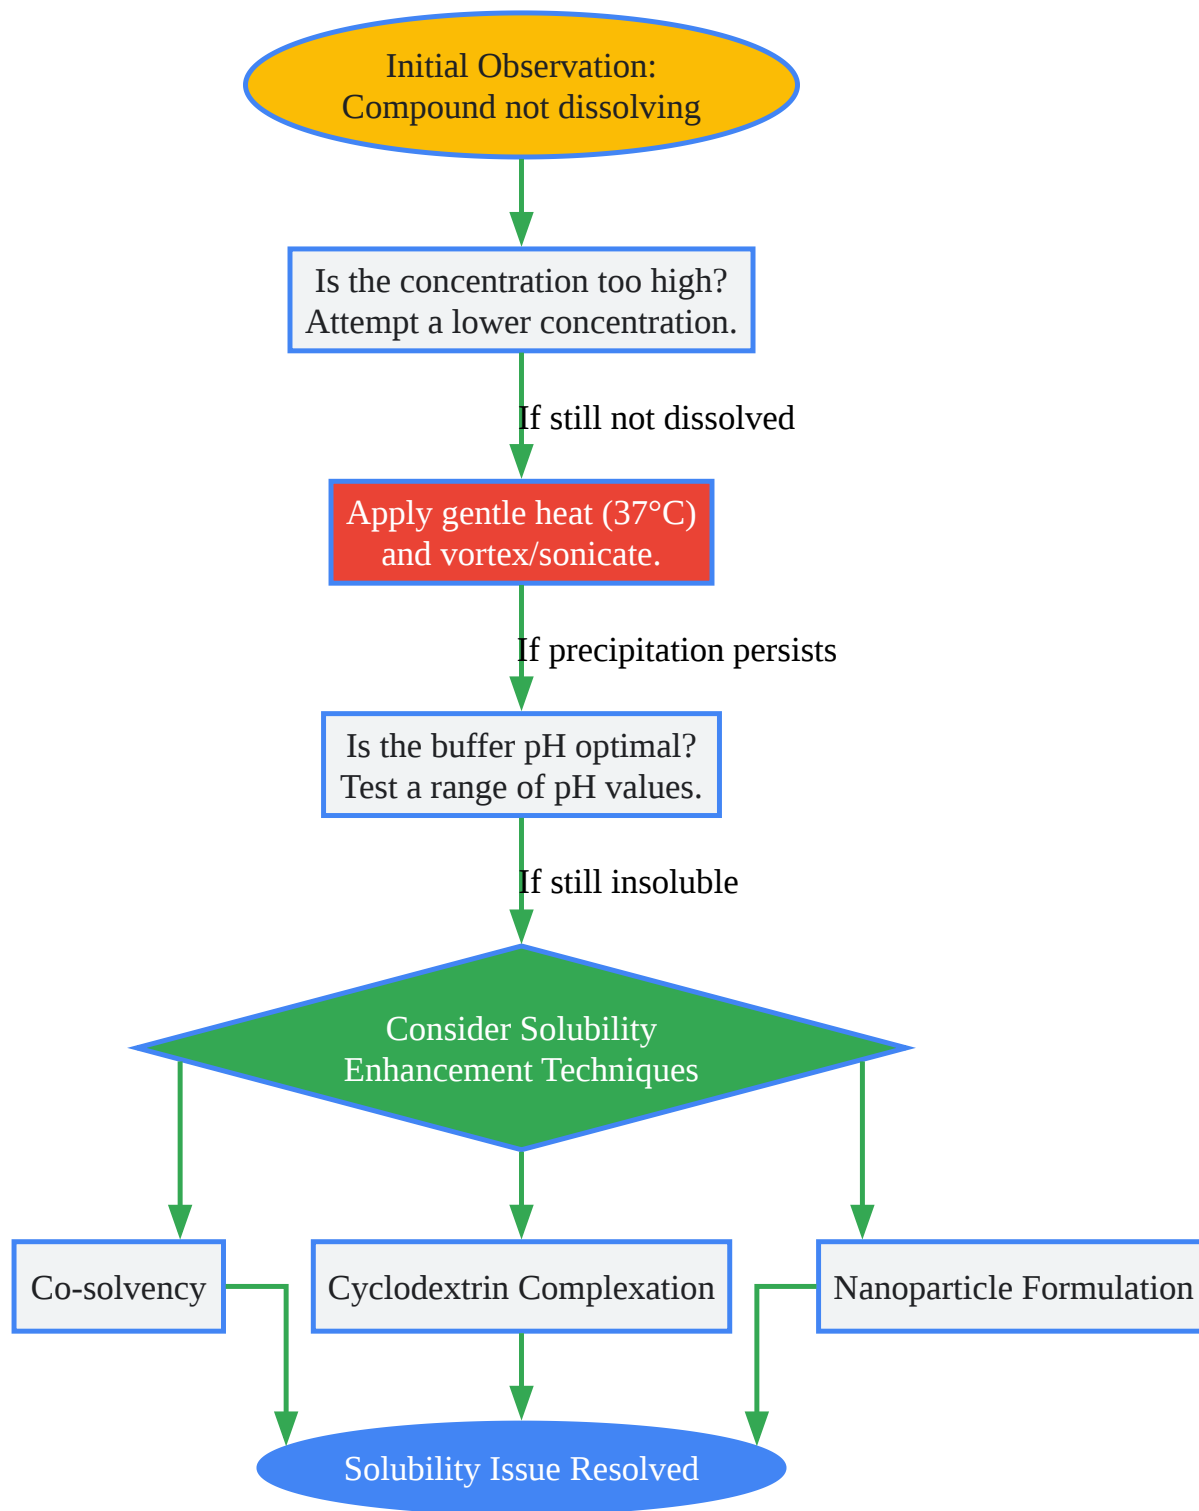 Initial Observation:
Compound not dissolving
Is the concentration too high?
Attempt a lower concentration.
If still not dissolved
Apply gentle heat (37°C)
and vortex/sonicate.
If precipitation persists
Is the buffer pH optimal?
Test a range of pH values.
If still insoluble
Consider Solubility
Enhancement Techniques
Co-solvency
Cyclodextrin Complexation
Nanoparticle Formulation
Solubility Issue Resolved